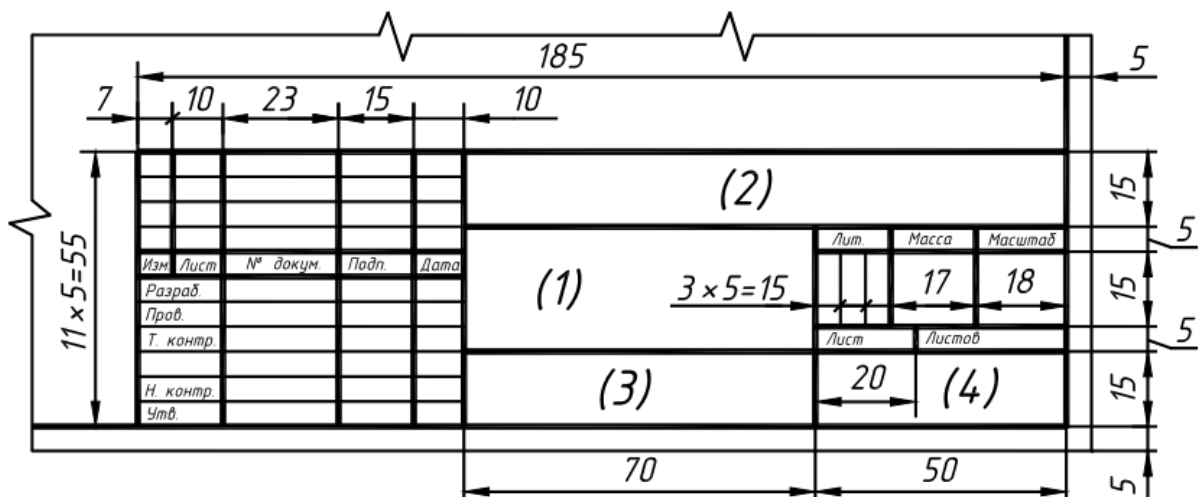 185
5
7 10 23 15 10
(2)
15
5
Лит. Масса Масштаб
Изм Лист № докум. Подп. Дата
11×5=55
Разраб.
(1)
3×5=15
17
18
15
Пров.
Т. контр.
Лист Листов
5
Н. контр.
(3)
20
(4)
15
Утв.
70
50
5